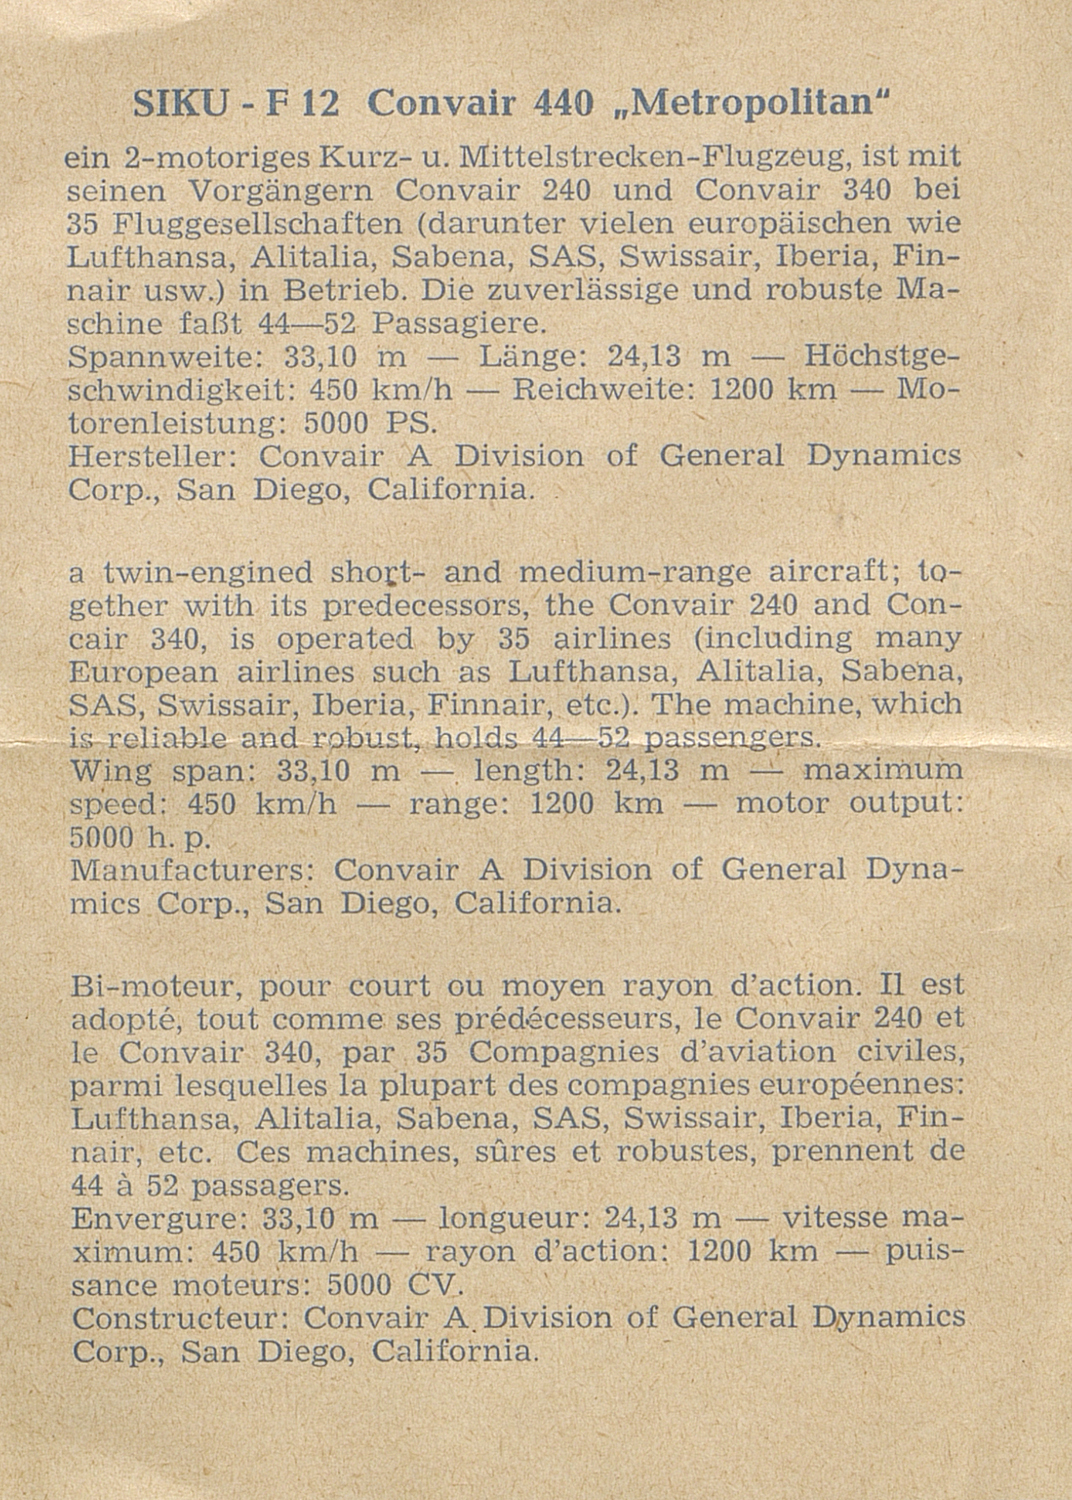 SIKU - F 12 Convair 440 „Metropolitan“
ein 2-motoriges Kurz- u. Mittelstrecken-Flugzeug, ist mit
seinen Vorgängern Convair 240 und Convair 340 bei
35 Fluggesellschaften (darunter vielen europäischen wie
Lufthansa, Alitalia, Sabena, SAS, Swissair, Iberia, Fin-
nair usw.) in Betrieb. Die zuverlässige und robuste Ma-
schine faßt 44—52 Passagiere.
Spannweite: 33,10 m — Länge: 24,13 m — Höchstge-
schwindigkeit: 450 km/h — Reichweite: 1200 km — Mo-
torenleistung: 5000 PS.
Hersteller: Convair A Division of General Dynamics
Corp., San Diego, California.
a twin-engined short- and medium-range aircraft; to-
gether with its predecessors, the Convair 240 and Con-
cair 340, is operated by 35 airlines (including many
European airlines such as Lufthansa, Alitalia, Sabena,
SAS, Swissair, Iberia, Finnair, etc.). The machine, which
is reliable and robust, holds 44—52 passengers.
Wing span: 33,10 m — length: 24,13 m — maximum
speed: 450 km/h — range: 1200 km — motor output:
5000 h. p.
Manufacturers: Convair A Division of General Dyna-
mics Corp., San Diego, California.
Bi-moteur, pour court ou moyen rayon d'action. Il est
adopté, tout comme ses prédécesseurs, le Convair 240 et
le Convair 340, par 35 Compagnies d'aviation civiles,
parmi lesquelles la plupart des compagnies européennes:
Lufthansa, Alitalia, Sabena, SAS, Swissair, Iberia, Fin-
nair, etc. Ces machines, sûres et robustes, prennent de
44 à 52 passagers.
Envergure: 33,10 m — longueur: 24,13 m — vitesse ma-
ximum: 450 km/h — rayon d'action: 1200 km — puis-
sance moteurs: 5000 CV.
Constructeur: Convair A Division of General Dynamics
Corp., San Diego, California.